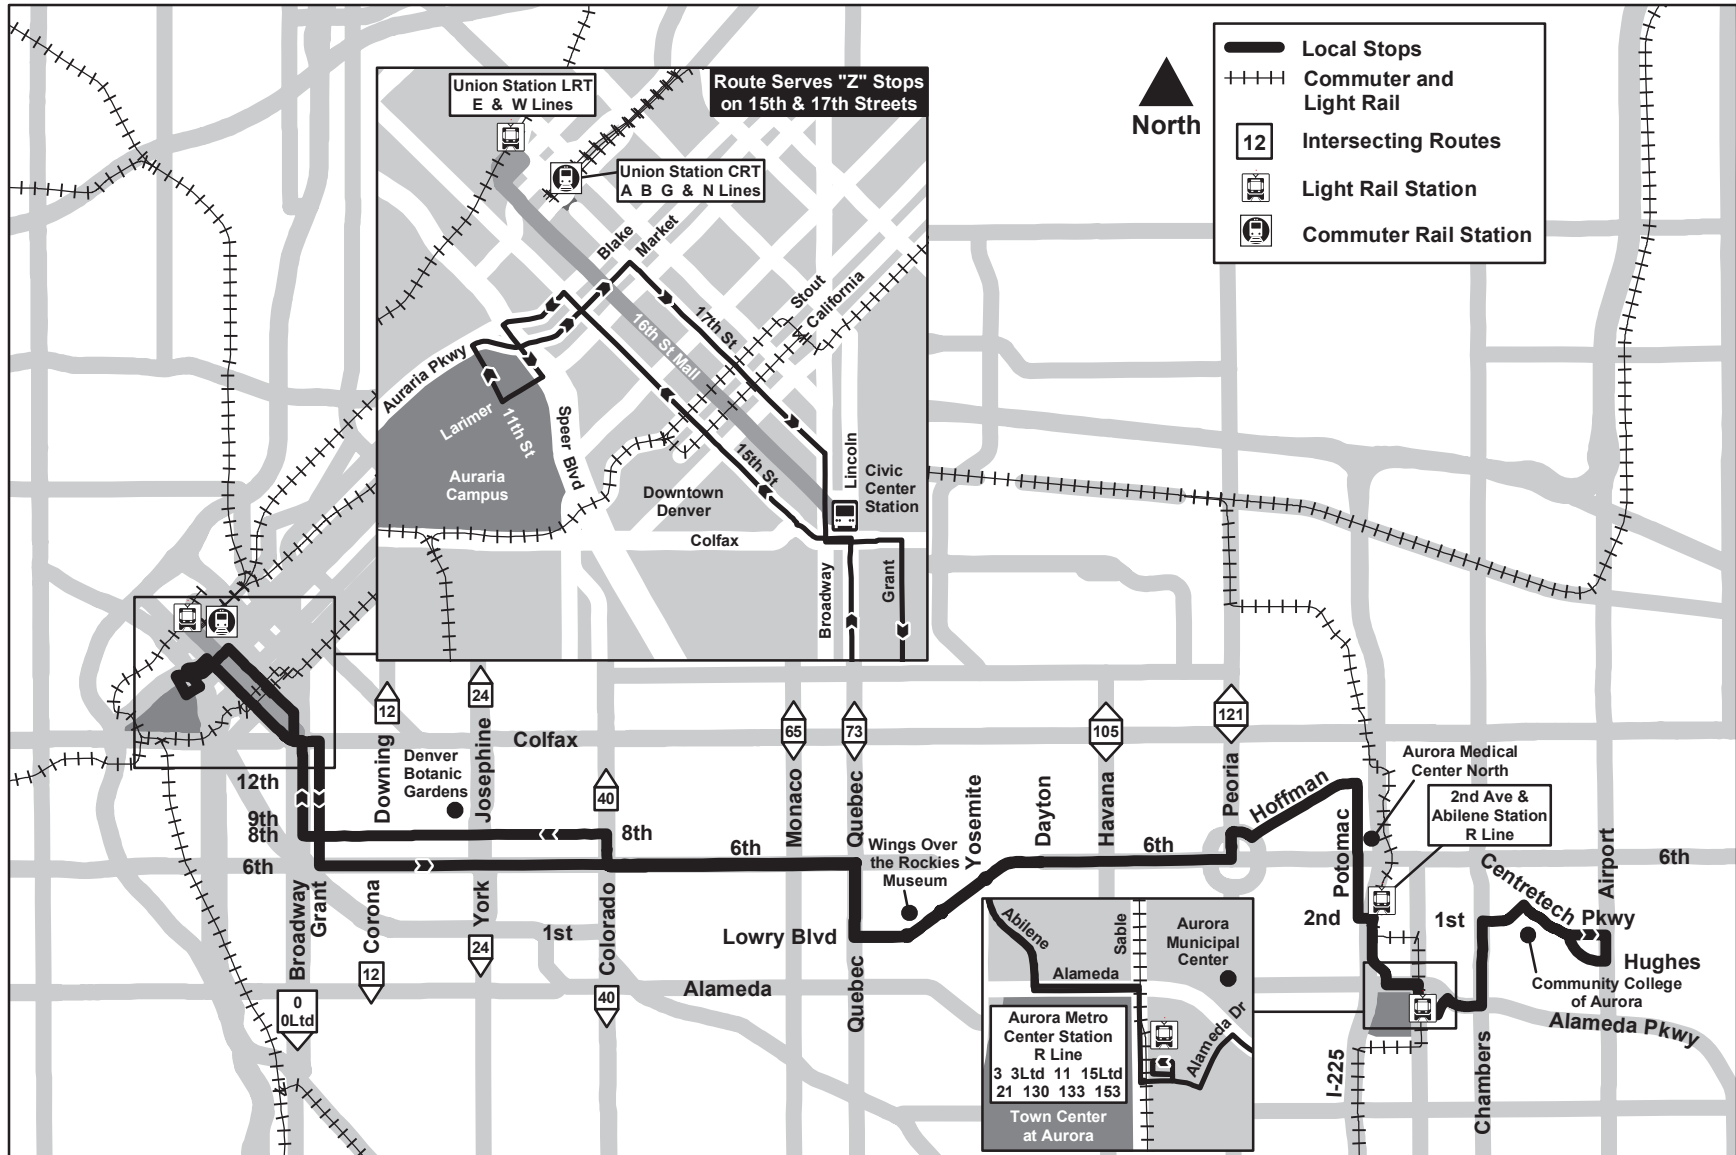 Local Stops
Commuter and
Light Rail
12
Intersecting Routes
Light Rail Station
Commuter Rail Station
North
Union Station LRT
E & W Lines
Route Serves "Z" Stops
on 15th & 17th Streets
Union Station CRT
A B G & N Lines
Blake
Market
Stout
California
17th St
16th St Mall
15th St
Auraria Pkwy
Larimer
11th St
Speer Blvd
Auraria
Campus
Downtown
Denver
Lincoln
Civic
Center
Station
Colfax
Broadway
Grant
12
24
65
73
105
121
40
Colfax
12th
9th
8th
6th
Downing
Denver
Botanic
Gardens
Josephine
8th
6th
Monaco
Quebec
Wings Over
the Rockies
Museum
Yosemite
Dayton
Havana
6th
Peoria
Hoffman
Potomac
Aurora Medical
Center North
2nd Ave &
Abilene Station
R Line
6th
Airport
Centretech Pkwy
Broadway
Grant
Corona
York
Colorado
1st
12
24
40
0
0Ltd
Lowry Blvd
Quebec
Alameda
2nd
1st
Hughes
Community College
of Aurora
Alameda Pkwy
Chambers
I-225
Abilene
Sable
Aurora
Municipal
Center
Alameda
Alameda Dr
Aurora Metro
Center Station
R Line
3 3Ltd 11 15Ltd
21 130 133 153
Town Center
at Aurora